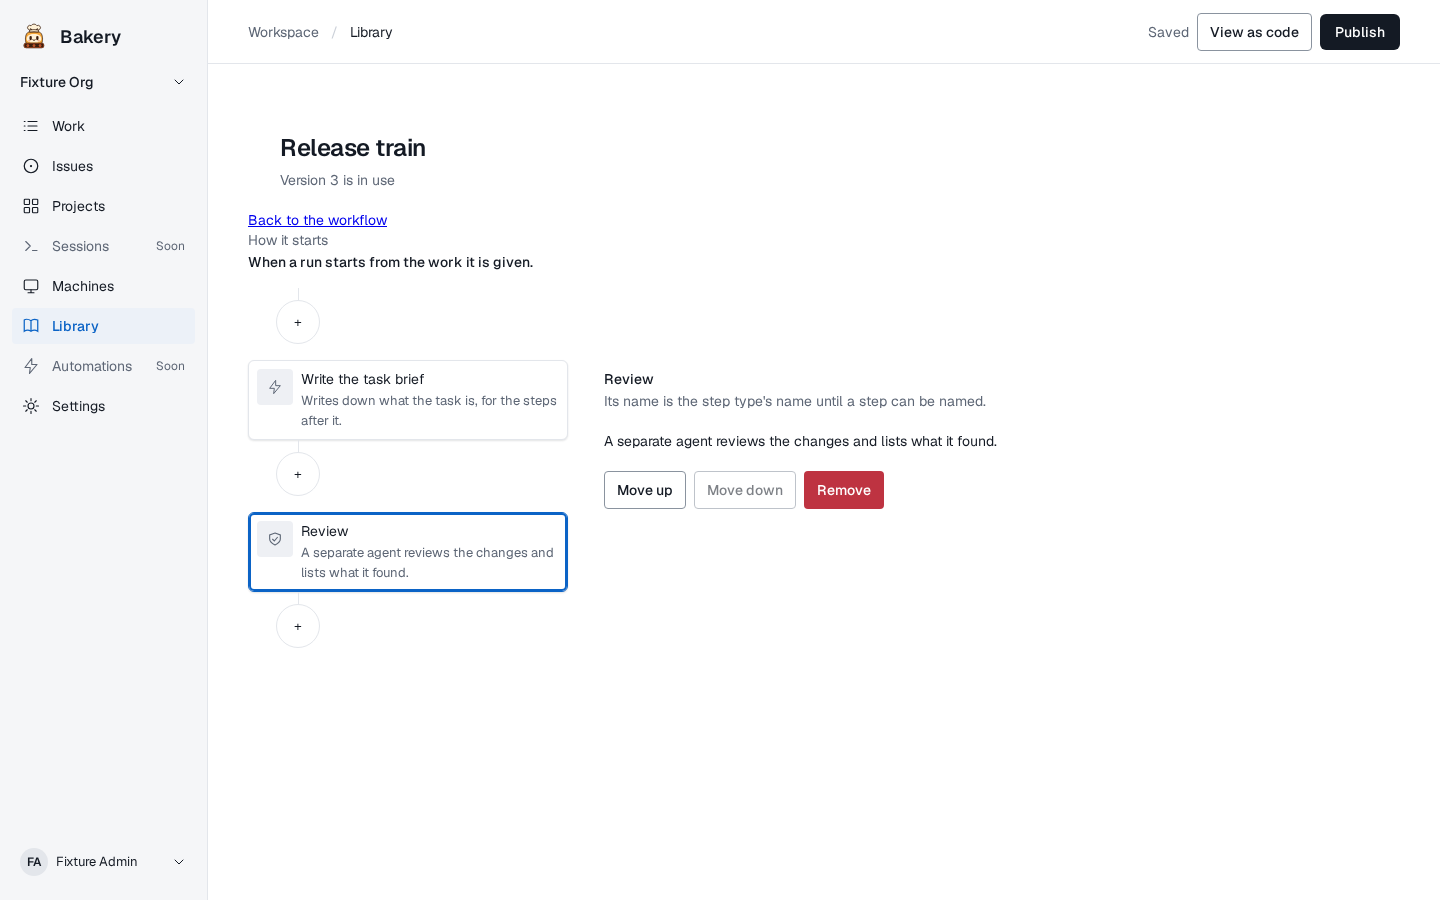 Bakery
Fixture Org
Work
Issues
Projects
Sessions Soon
Machines
Library
Automations Soon
Settings
FA Fixture Admin
Workspace / Library
Saved View as code Publish
Release train
Version 3 is in use
Back to the workflow
How it starts
When a run starts from the work it is given.
+
Write the task brief
Writes down what the task is, for the steps
after it.
+
Review
A separate agent reviews the changes and
lists what it found.
+
Review
Its name is the step type's name until a step can be named.
A separate agent reviews the changes and lists what it found.
Move up Move down Remove